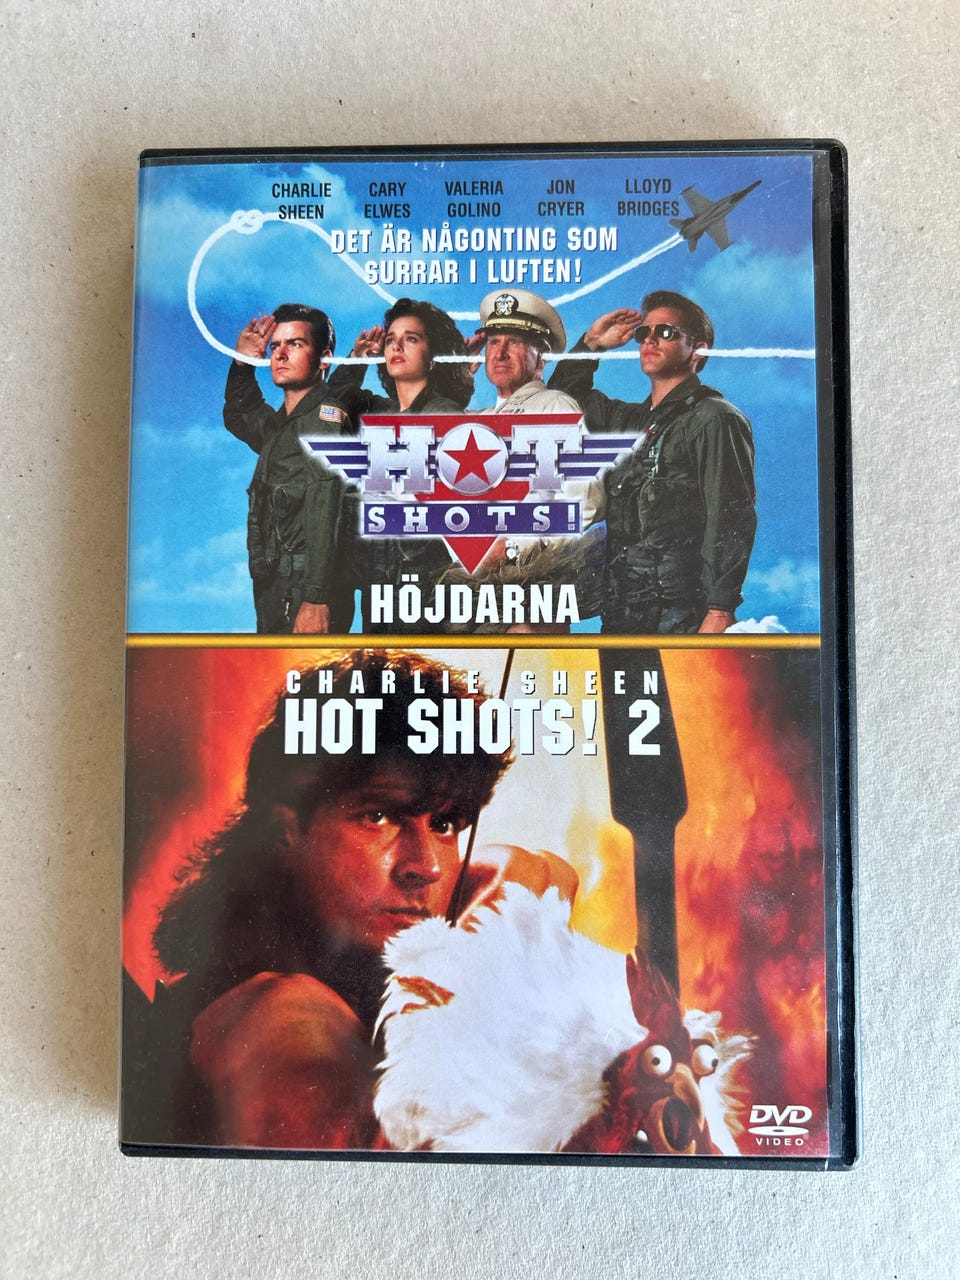 CHARLIE SHEEN CARY ELWES VALERIA GOLINO JON CRYER LLOYD BRIDGES
DET ÄR NÅGONTING SOM
SURRAR I LUFTEN!
HOT
SHOTS!
HÖJDARNA
CHARLIE SHEEN
HOT SHOTS! 2
DVD
VIDEO